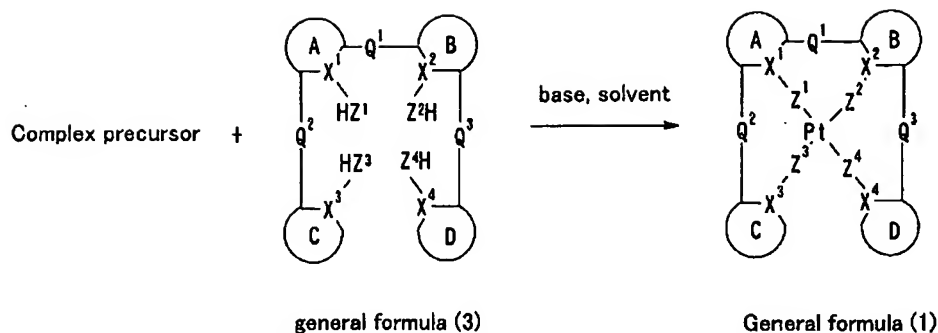 A Q¹ B
X¹ X²
HZ¹ Z²H
Complex precursor + Q² Q³
HZ³ Z⁴H
X³ X⁴
C D
general formula (3)
base, solvent
A Q¹ B
X¹ X²
Z¹ Z²
Q² Pt Q³
Z³ Z⁴
X³ X⁴
C D
General formula (1)